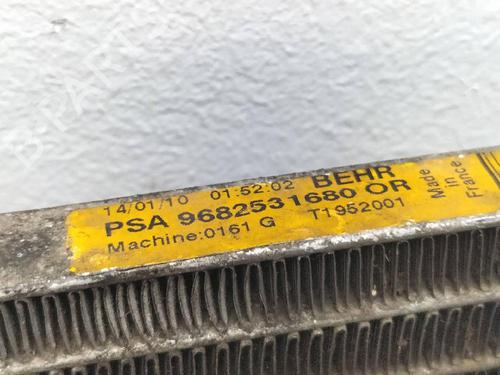 14/01/10 01:52:02 BEHR
PSA 9682531680 OR
Machine:0161 G T1952001
Made
in
France